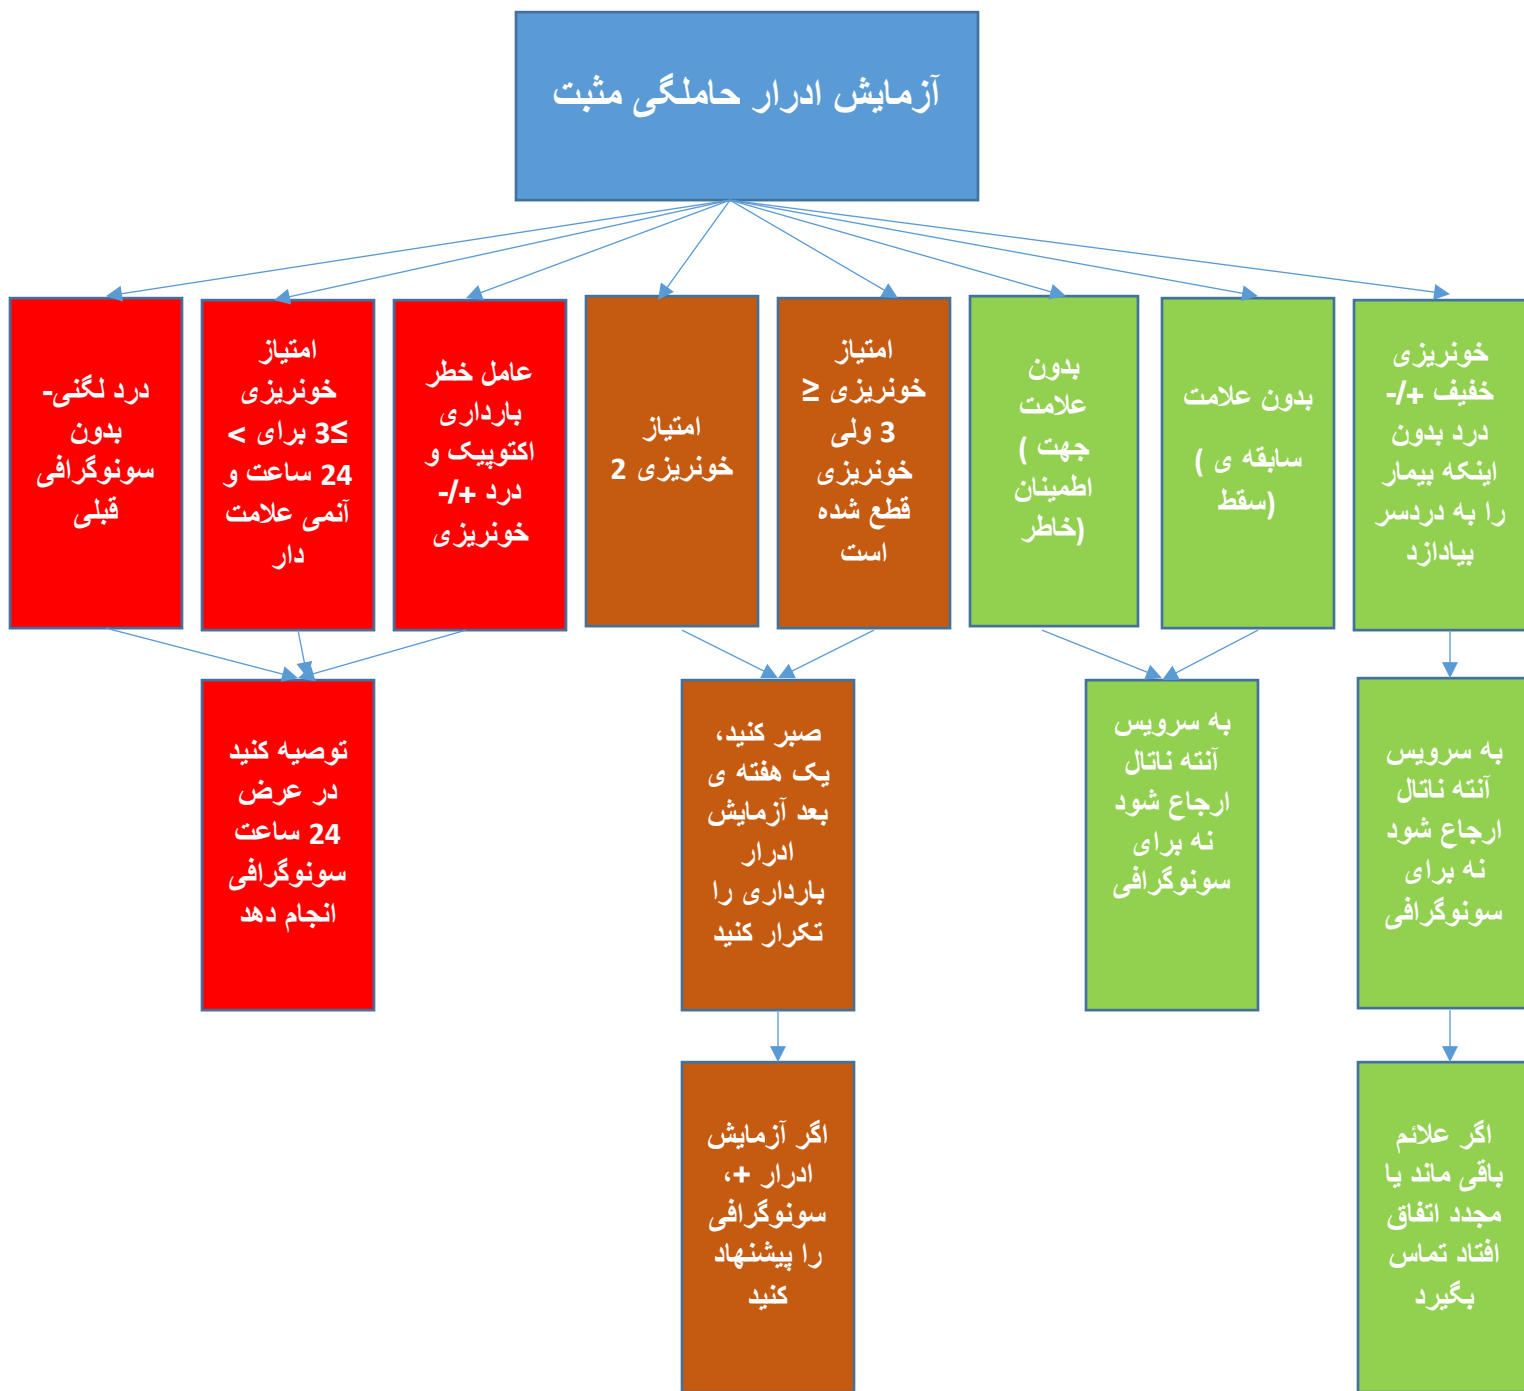 آزمایش ادرار حاملگی مثبت
خونریزی
خفیف +/-
درد بدون
اینکه بیمار
را به دردسر
بیادازد
بدون علامت
سابقه ی )
(سقط
بدون
علامت
جهت )
اطمینان
(خاطر
امتیاز
خونریزی ≤
3 ولی
خونریزی
قطع شده
است
امتیاز
خونریزی 2
عامل خطر
بارداری
اکتوپیک و
درد +/-
خونریزی
امتیاز
خونریزی
≥3 برای >
24 ساعت و
آنمی علامت
دار
درد لگنی-
بدون
سونوگرافی
قبلی
به سرویس
آنته ناتال
ارجاع شود
نه برای
سونوگرافی
به سرویس
آنته ناتال
ارجاع شود
نه برای
سونوگرافی
صبر کنید،
یک هفته ی
بعد آزمایش
ادرار
بارداری را
تکرار کنید
توصیه کنید
در عرض
24 ساعت
سونوگرافی
انجام دهد
اگر علائم
باقی ماند یا
مجدد اتفاق
افتاد تماس
بگیرد
اگر آزمایش
ادرار +،
سونوگرافی
را پیشنهاد
کنید